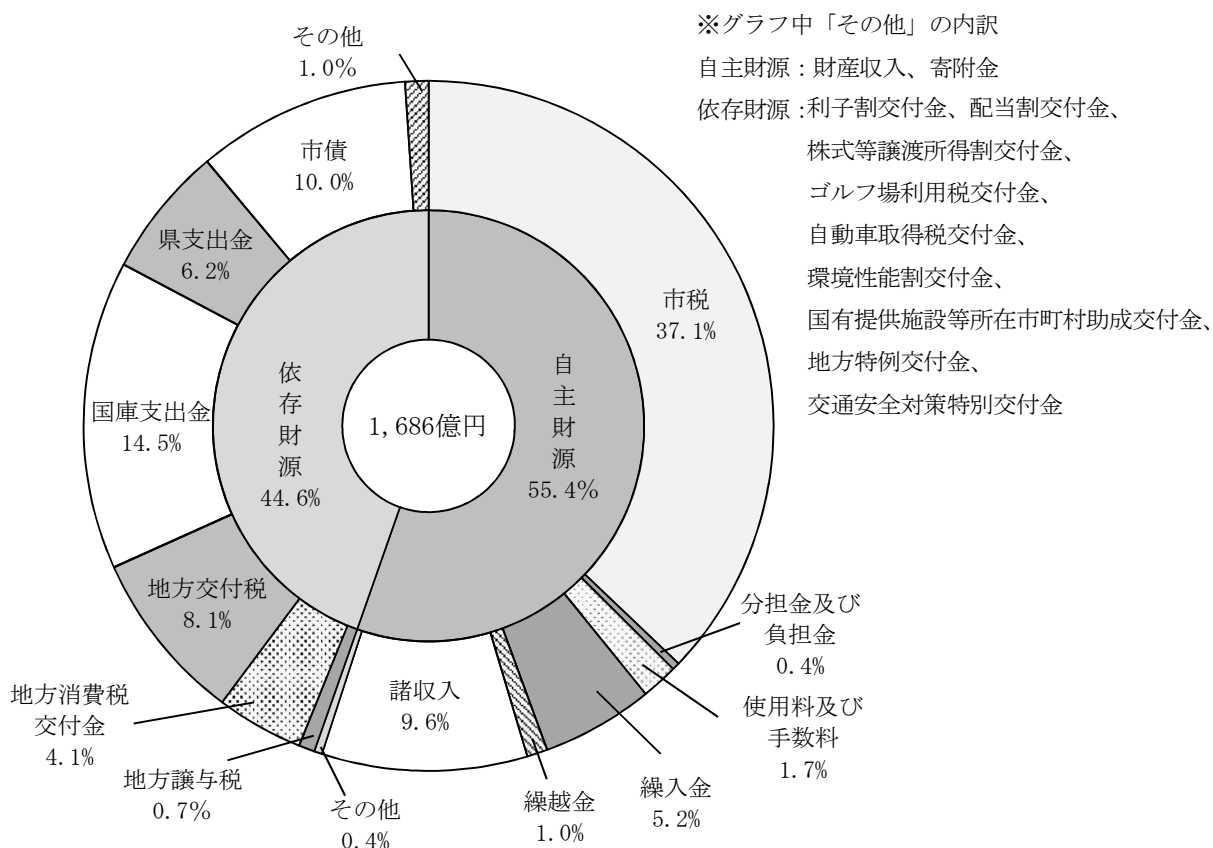 ※グラフ中「その他」の内訳
自主財源：財産収入、寄附金
依存財源：利子割交付金、配当割交付金、
株式等譲渡所得割交付金、
ゴルフ場利用税交付金、
自動車取得税交付金、
環境性能割交付金、
国有提供施設等所在市町村助成交付金、
地方特例交付金、
交通安全対策特別交付金
その他
1.0%
市債
10.0%
県支出金
6.2%
国庫支出金
14.5%
地方交付税
8.1%
地方消費税
交付金
4.1%
地方譲与税
0.7%
その他
0.4%
諸収入
9.6%
繰越金
1.0%
繰入金
5.2%
使用料及び
手数料
1.7%
分担金及び
負担金
0.4%
市税
37.1%
依存財源
44.6%
1,686億円
自主財源
55.4%